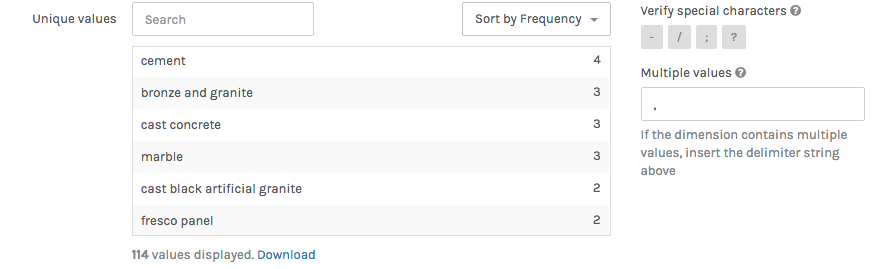 Unique values
Search
Sort by Frequency
cement 4
bronze and granite 3
cast concrete 3
marble 3
cast black artificial granite 2
fresco panel 2
114 values displayed. Download
Verify special characters ?
- / ; ?
Multiple values ?
,
If the dimension contains multiple
values, insert the delimiter string
above